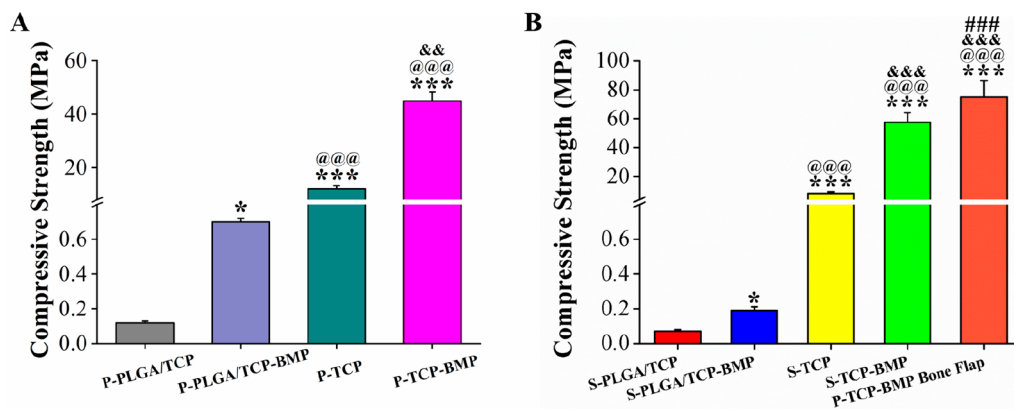 A
Compressive Strength (MPa)
60
40
20
0.6
0.4
0.2
0.0
*
@@@
***
&&
@@@
***
P-PLGA/TCP
P-PLGA/TCP-BMP
P-TCP
P-TCP-BMP
B
Compressive Strength (MPa)
100
80
60
40
20
0.6
0.4
0.2
0.0
*
@@@
***
&&&
@@@
***
###
&&&
@@@
***
S-PLGA/TCP
S-PLGA/TCP-BMP
S-TCP
S-TCP-BMP
P-TCP-BMP Bone Flap